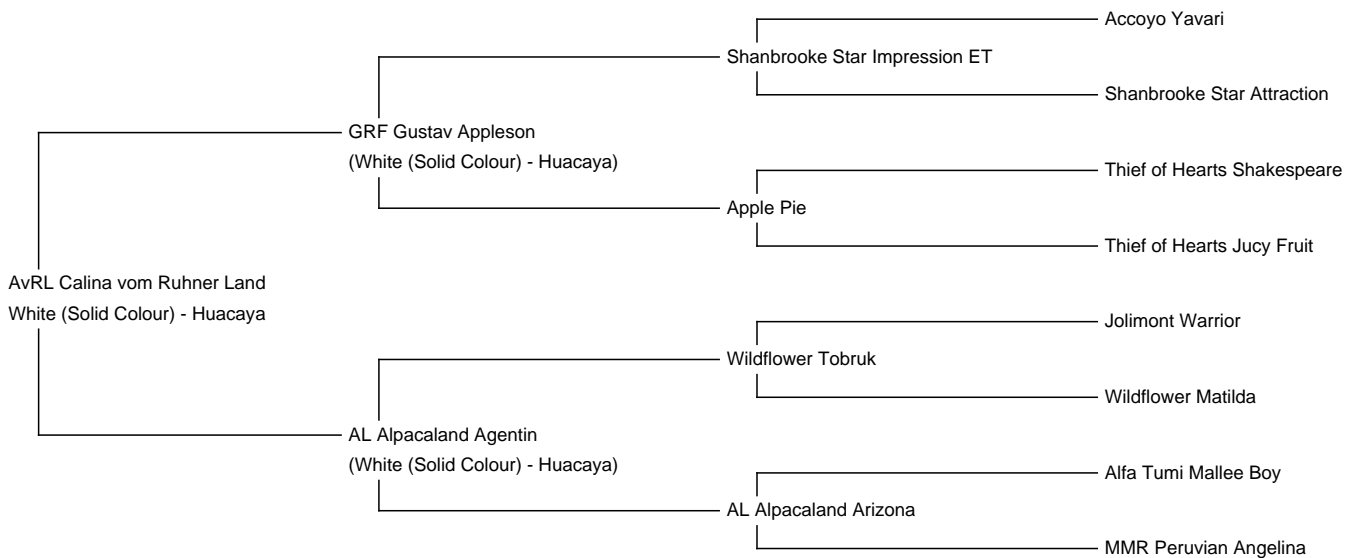 Accoyo Yavari
Shanbrooke Star Impression ET
Shanbrooke Star Attraction
GRF Gustav Appleson
(White (Solid Colour) - Huacaya)
Thief of Hearts Shakespeare
Apple Pie
Thief of Hearts Jucy Fruit
AvRL Calina vom Ruhner Land
White (Solid Colour) - Huacaya
Jolimont Warrior
Wildflower Tobruk
Wildflower Matilda
AL Alpacaland Agentin
(White (Solid Colour) - Huacaya)
Alfa Tumi Mallee Boy
AL Alpacaland Arizona
MMR Peruvian Angelina